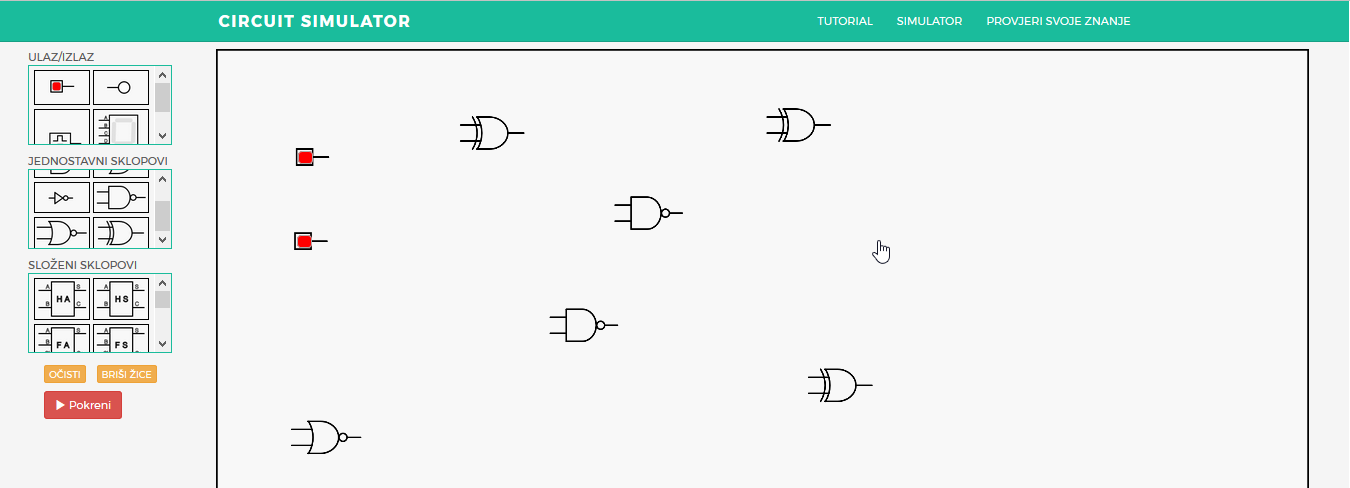 CIRCUIT SIMULATOR
TUTORIAL SIMULATOR PROVJERI SVOJE ZNANJE
ULAZ/IZLAZ
A
B
C
D
JEDNOSTAVNI SKLOPOVI
SLOŽENI SKLOPOVI
A S A S
HA HS
B C B C
A S A S
B FA B FS
OČISTI BRIŠI ŽICE
Pokreni